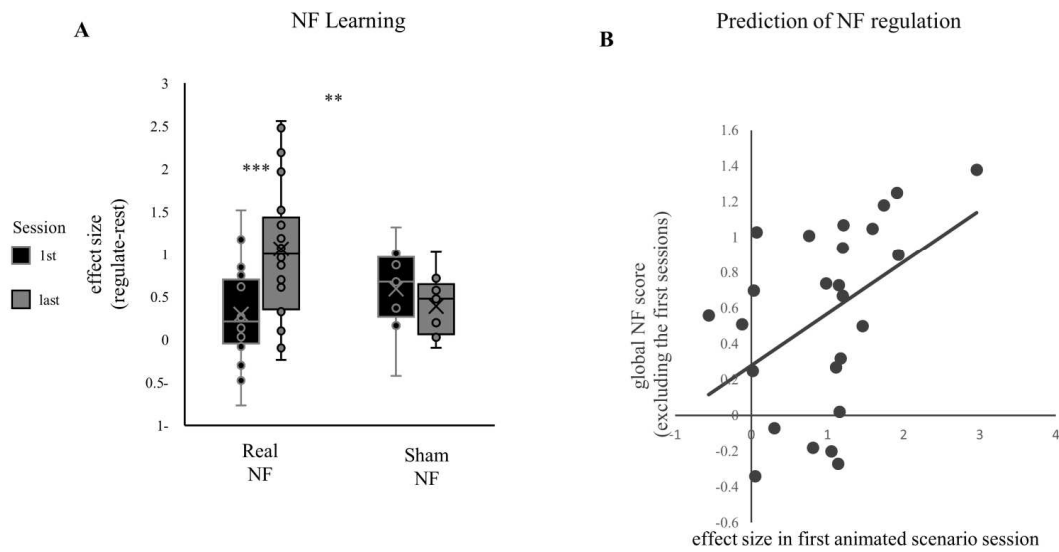 A
NF Learning
3
2.5
2
1.5
1
0.5
0
0.5-
1-
**
***
effect size
(regulate-rest)
Session
1st
last
Real
NF
Sham
NF
B
Prediction of NF regulation
1.6
1.4
1.2
1
0.8
0.6
0.4
0.2
0
-0.2
-0.4
-0.6
-1
0
1
2
3
4
global NF score
(excluding the first sessions)
effect size in first animated scenario session